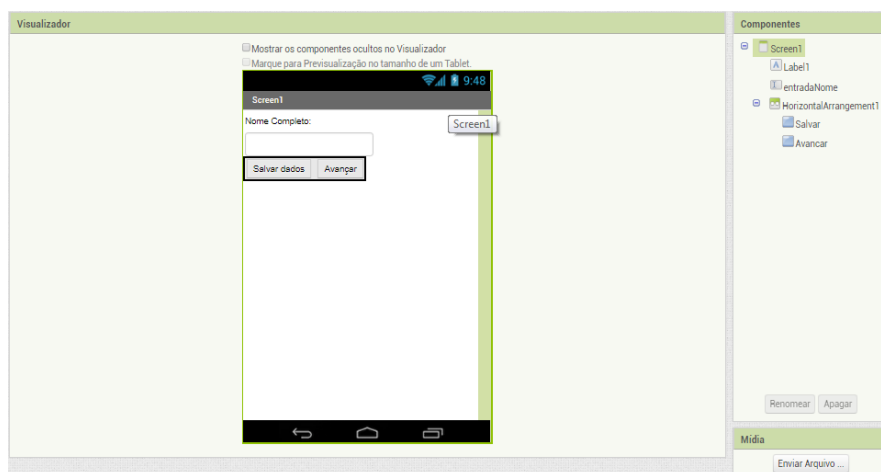 Visualizador
Mostrar os componentes ocultos no Visualizador
Marque para Previsualização no tamanho de um Tablet.
9:48
Screen1
Nome Completo:
Screen1
Salvar dados Avançar
Componentes
Screen1
Label1
entradaNome
HorizontalArrangement1
Salvar
Avancar
Renomear Apagar
Mídia
Enviar Arquivo ...